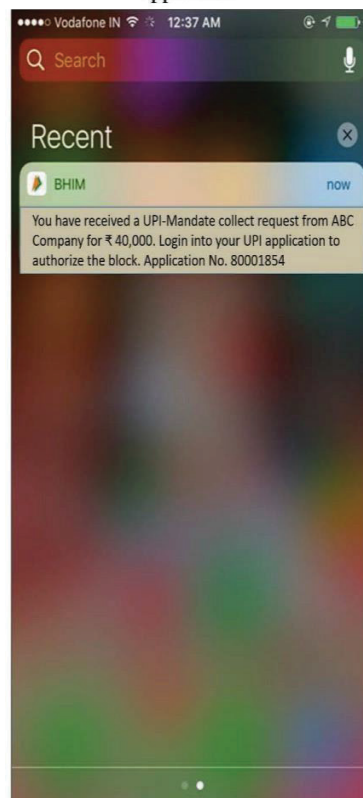 ●●●●○ Vodafone IN 12:37 AM
Search
Recent
BHIM now
You have received a UPI-Mandate collect request from ABC
Company for ₹ 40,000. Login into your UPI application to
authorize the block. Application No. 80001854